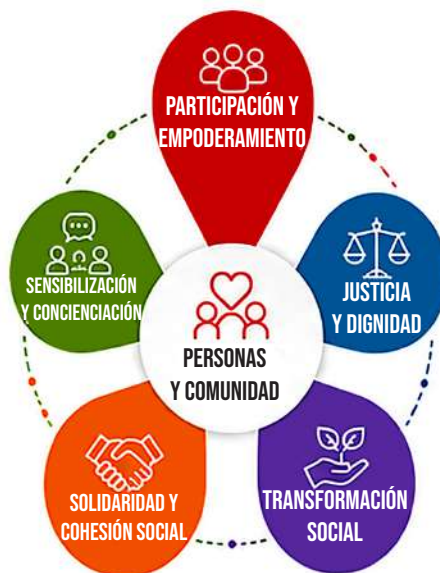 PARTICIPACIÓN Y
EMPODERAMIENTO
SENSIBILIZACIÓN
Y CONCIENCIACIÓN
JUSTICIA
Y DIGNIDAD
PERSONAS
Y COMUNIDAD
SOLIDARIDAD Y
COHESIÓN SOCIAL
TRANSFORMACIÓN
SOCIAL